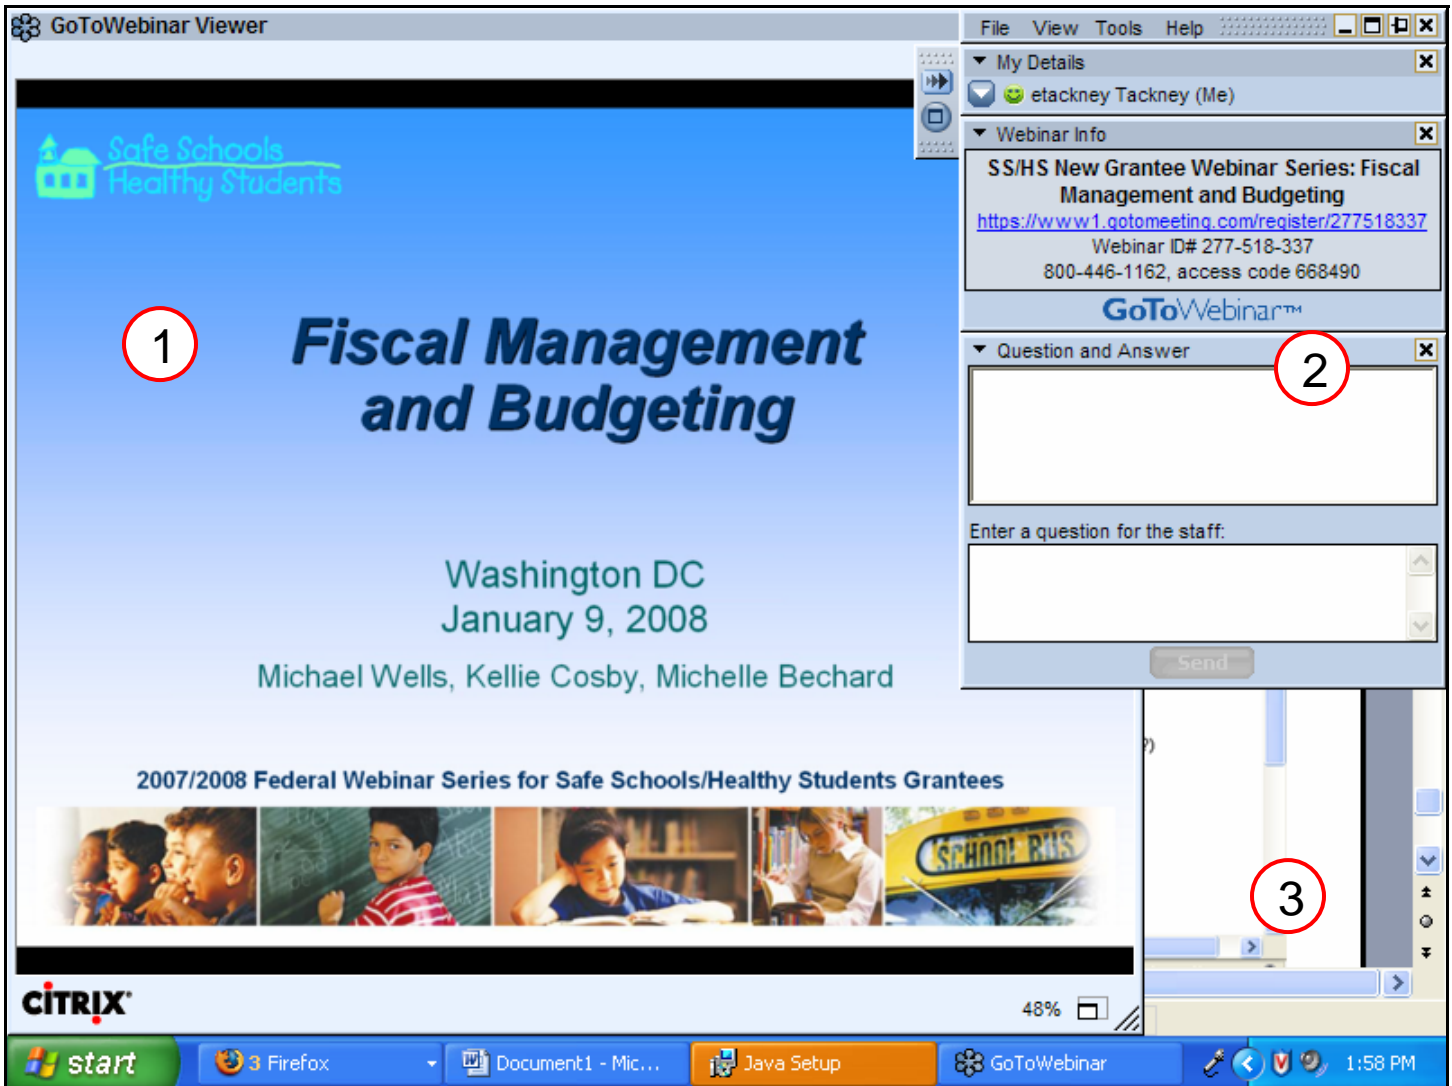 GoToWebinar Viewer
File View Tools Help
My Details
etackney Tackney (Me)
Webinar Info
SS/HS New Grantee Webinar Series: Fiscal
Management and Budgeting
https://www1.gotomeeting.com/register/277518337
Webinar ID# 277-518-337
800-446-1162, access code 668490
GoToWebinar™
Question and Answer
2
Enter a question for the staff:
Send
Safe Schools
Healthy Students
1
Fiscal Management
and Budgeting
Washington DC
January 9, 2008
Michael Wells, Kellie Cosby, Michelle Bechard
2007/2008 Federal Webinar Series for Safe Schools/Healthy Students Grantees
SCHOOL BUS
?)
3
CITRIX
48%
start
3 Firefox
Document1 - Mic...
Java Setup
GoToWebinar
1:58 PM